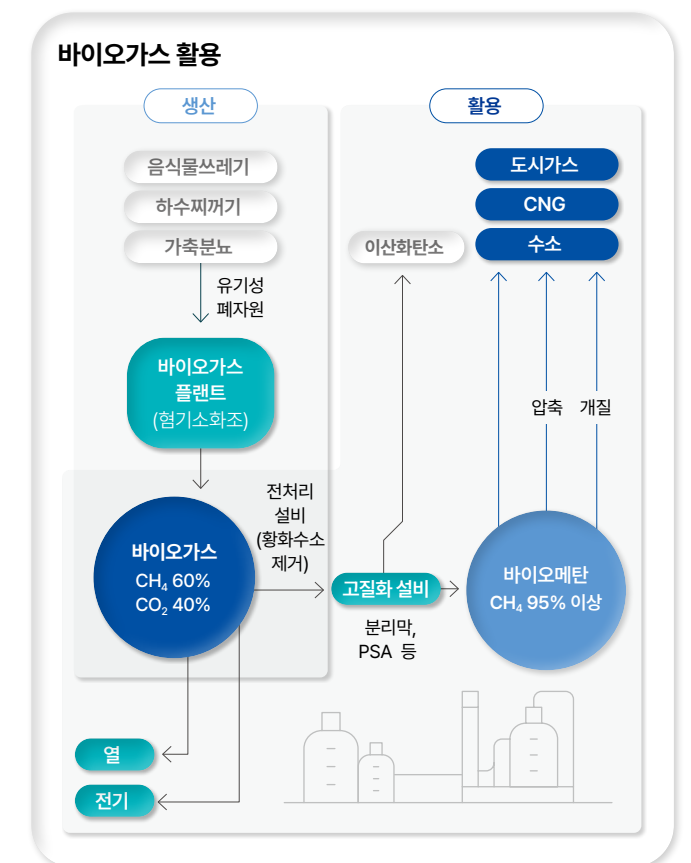 바이오가스 활용
생산
음식물쓰레기
하수찌꺼기
가축분뇨
유기성
폐자원
바이오가스
플랜트
(혐기소화조)
바이오가스
CH₄ 60%
CO₂ 40%
전처리
설비
(황화수소
제거)
열
전기
활용
도시가스
CNG
수소
이산화탄소
압축
개질
고질화 설비
분리막,
PSA 등
바이오메탄
CH₄ 95% 이상